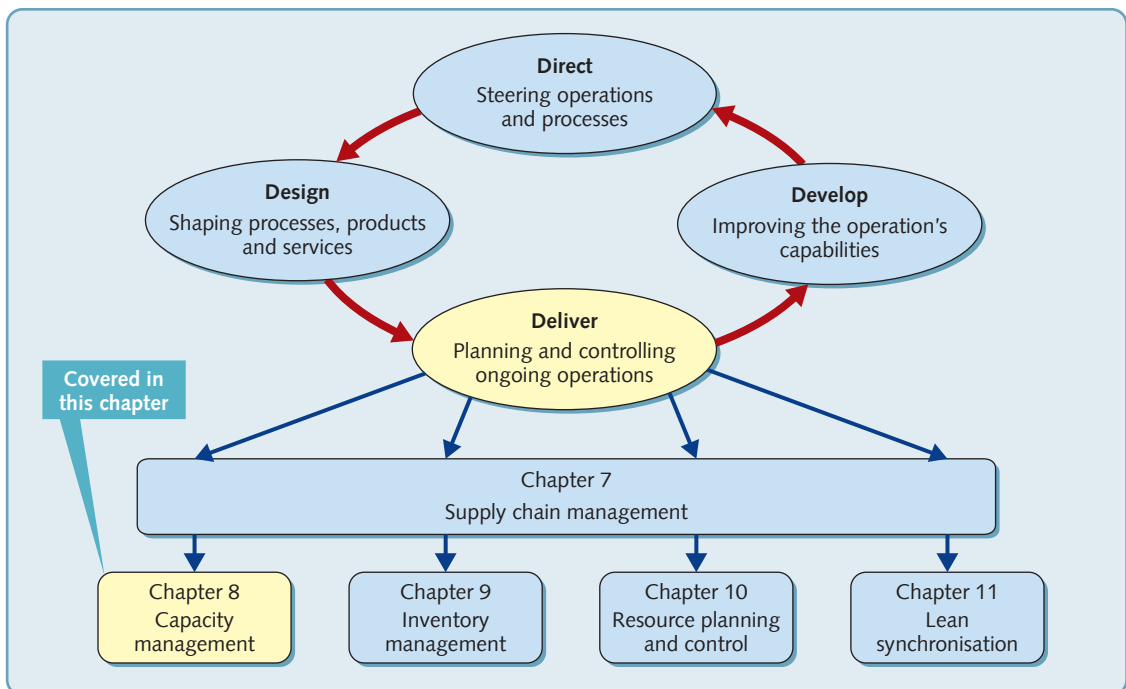 Direct
Steering operations
and processes
Design
Shaping processes, products
and services
Develop
Improving the operation's
capabilities
Deliver
Planning and controlling
ongoing operations
Covered in
this chapter
Chapter 7
Supply chain management
Chapter 8
Capacity
management
Chapter 9
Inventory
management
Chapter 10
Resource planning
and control
Chapter 11
Lean
synchronisation